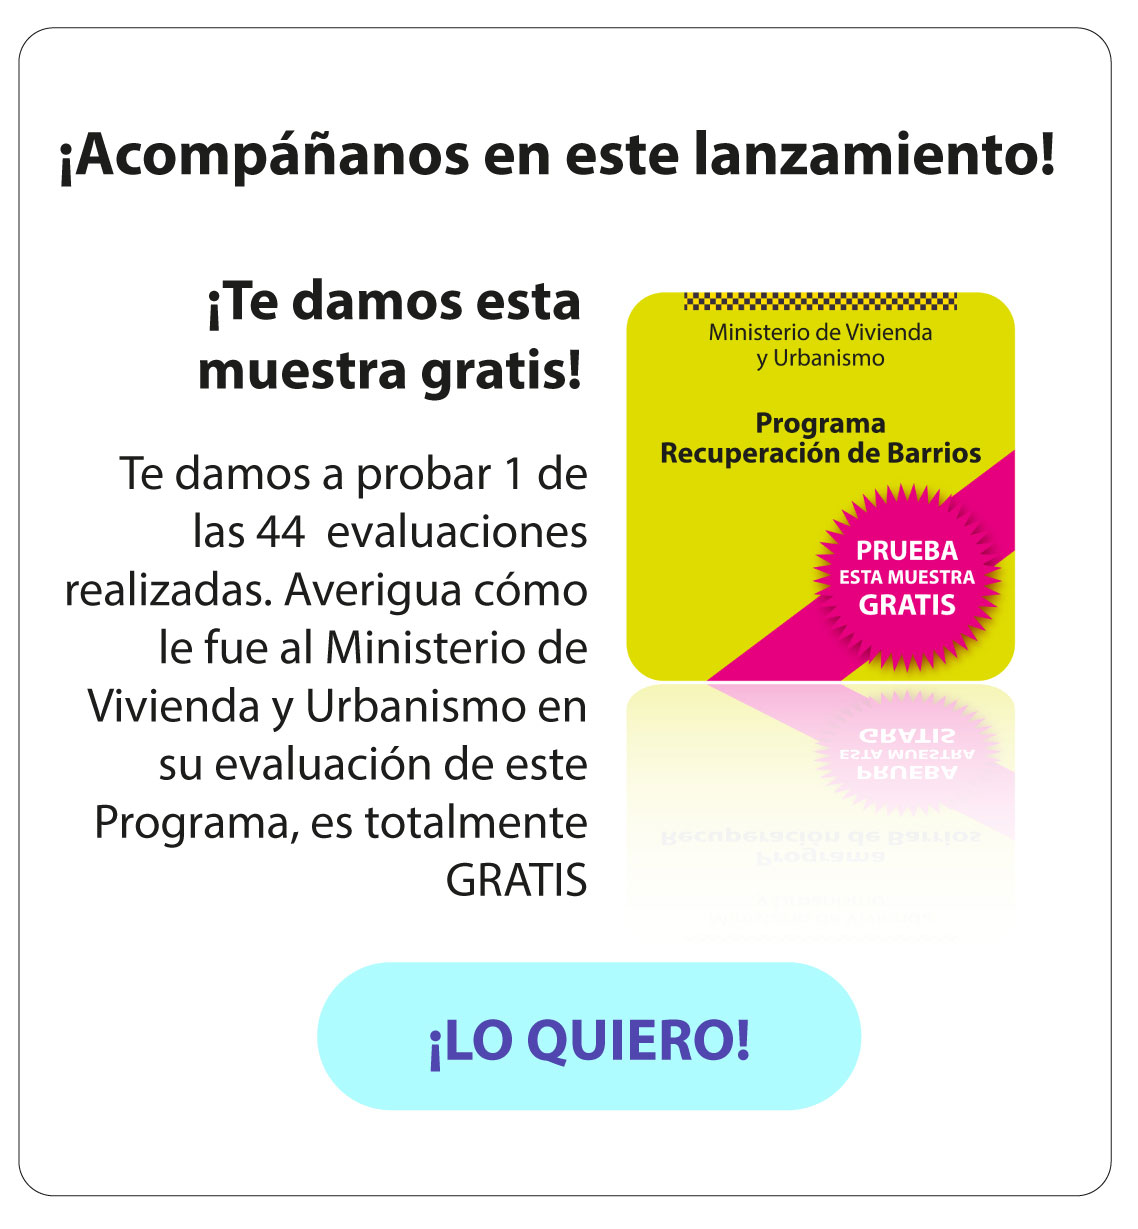 ¡Acompáñanos en este lanzamiento!
¡Te damos esta
muestra gratis!
Te damos a probar 1 de
las 44  evaluaciones
realizadas. Averigua cómo
le fue al Ministerio de
Vivienda y Urbanismo en
su evaluación de este
Programa, es totalmente
GRATIS
Ministerio de Vivienda
y Urbanismo
Programa
Recuperación de Barrios
PRUEBA
ESTA MUESTRA
GRATIS
¡LO QUIERO!